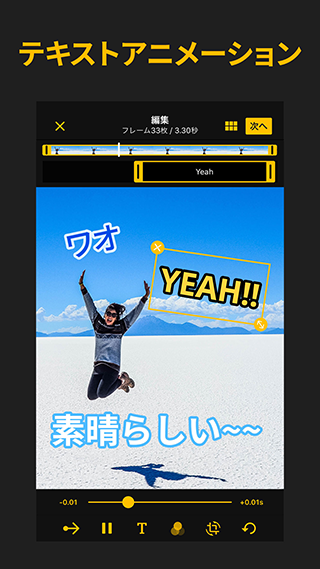 テキストアニメーション
編集
フレーム33枚 / 3.30秒
次へ
Yeah
ワオ
YEAH!!
素晴らしい~~
-0.01
+0.01s
T